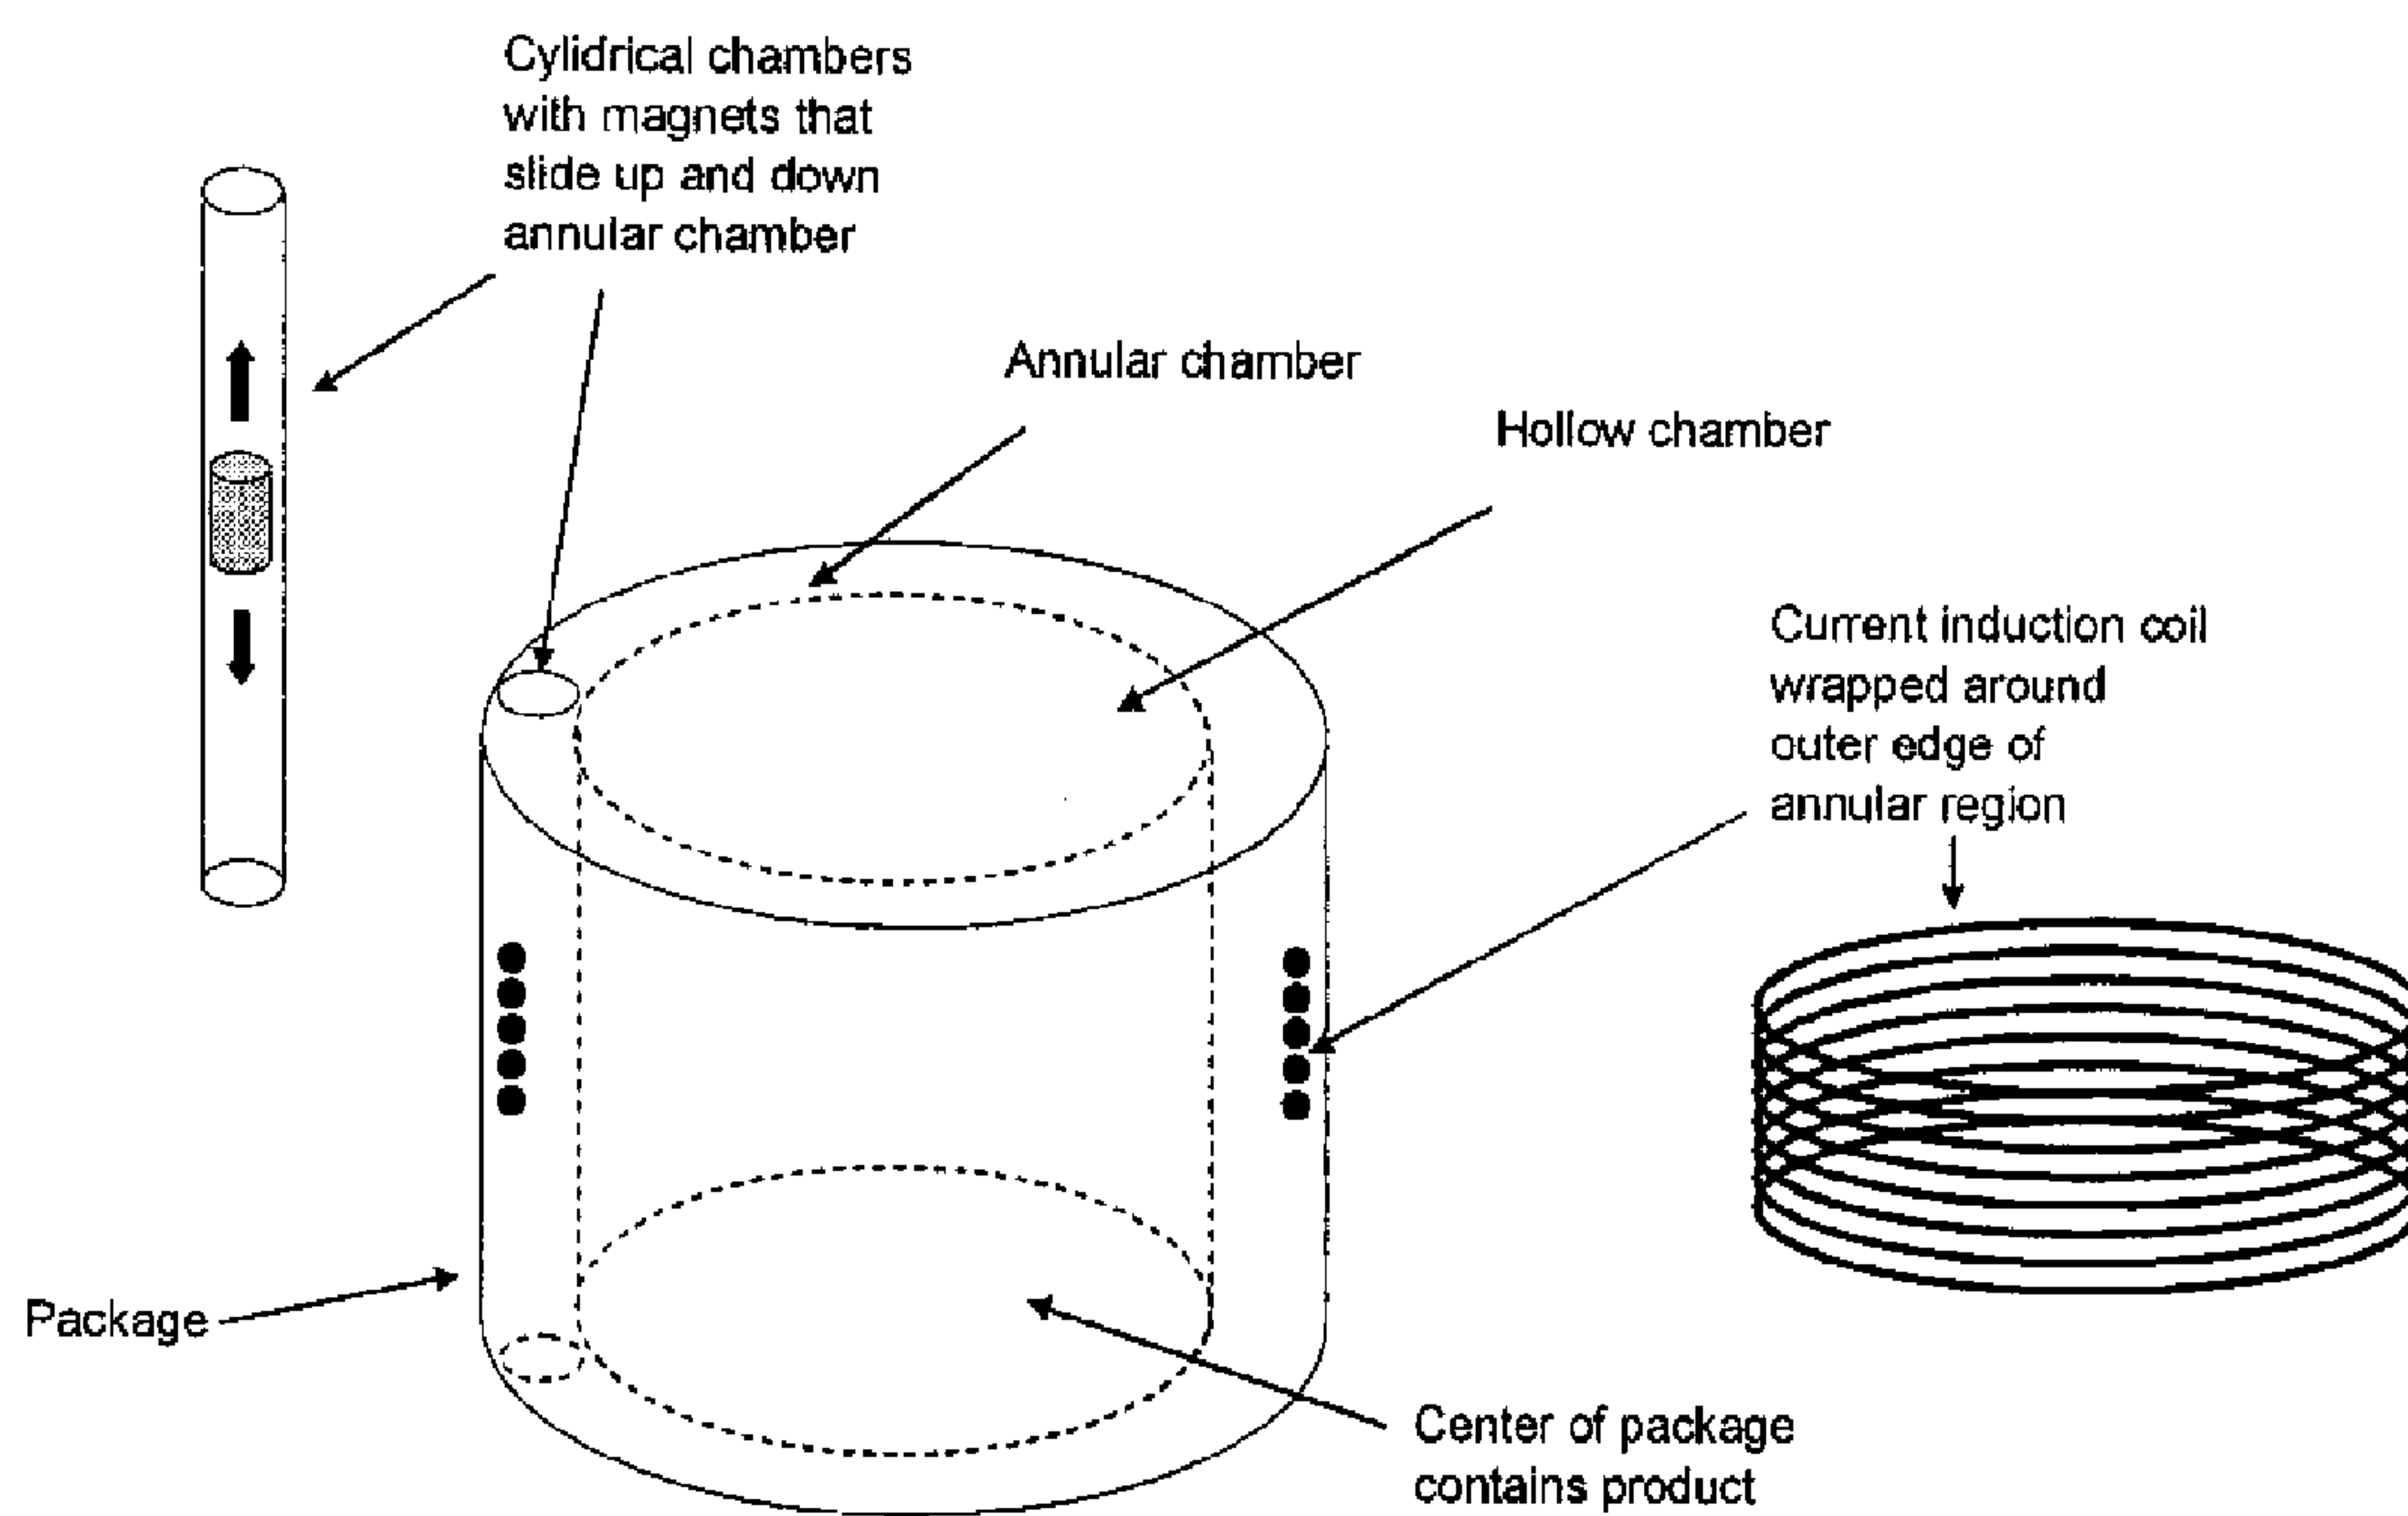 Cylidrical chambers
with magnets that
slide up and down
annular chamber
Annular chamber
Hollow chamber
Current induction coil
wrapped around
outer edge of
annular region
Package
Center of package
contains product